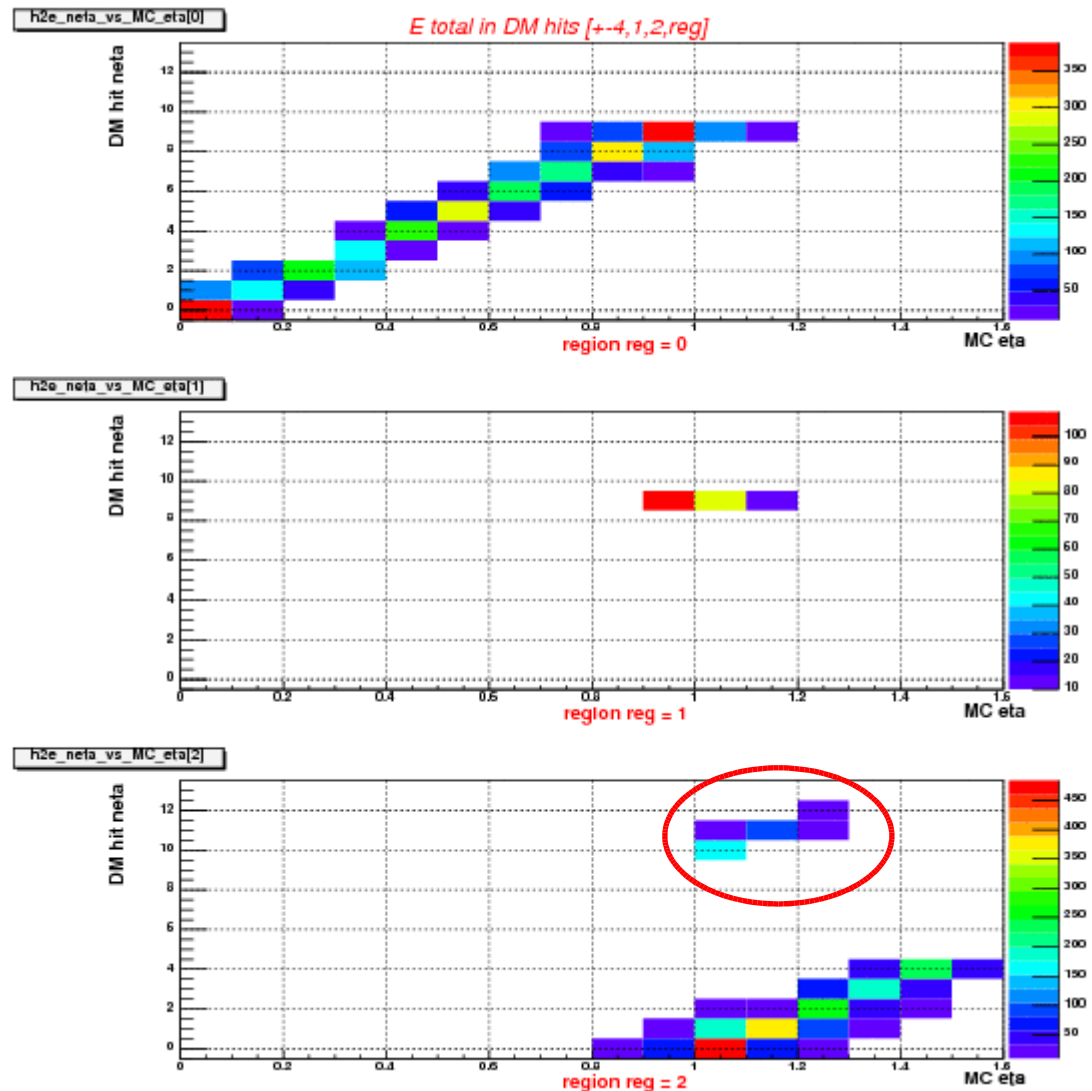 h2e_neta_vs_MC_eta[0]
E total in DM hits [+-4,1,2,reg]
DM hit neta
12
10
8
6
4
2
0
0 0.2 0.4 0.6 0.8 1 1.2 1.4 1.6
region reg = 0
MC eta
350
300
250
200
150
100
50
h2e_neta_vs_MC_eta[1]
DM hit neta
12
10
8
6
4
2
0
0 0.2 0.4 0.6 0.8 1 1.2 1.4 1.6
region reg = 1
MC eta
100
90
80
70
60
50
40
30
20
10
h2e_neta_vs_MC_eta[2]
DM hit neta
12
10
8
6
4
2
0
0 0.2 0.4 0.6 0.8 1 1.2 1.4 1.6
region reg = 2
MC eta
450
400
350
300
250
200
150
100
50